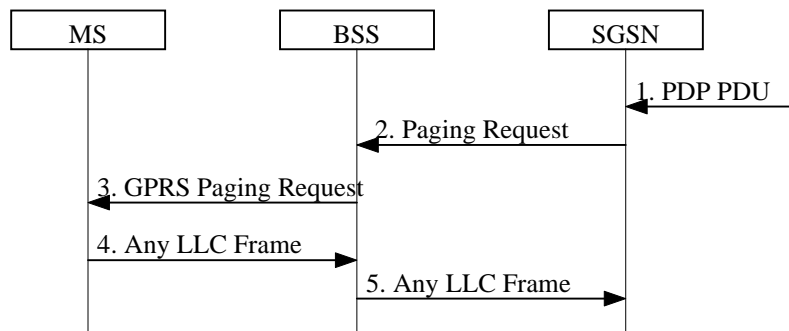 MS
BSS
SGSN
1. PDP PDU
2. Paging Request
3. GPRS Paging Request
4. Any LLC Frame
5. Any LLC Frame